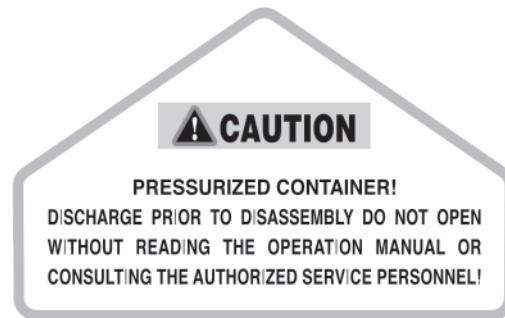 CAUTION
PRESSURIZED CONTAINER!
DISCHARGE PRIOR TO DISASSEMBLY DO NOT OPEN
WITHOUT READING THE OPERATION MANUAL OR
CONSULTING THE AUTHORIZED SERVICE PERSONNEL!